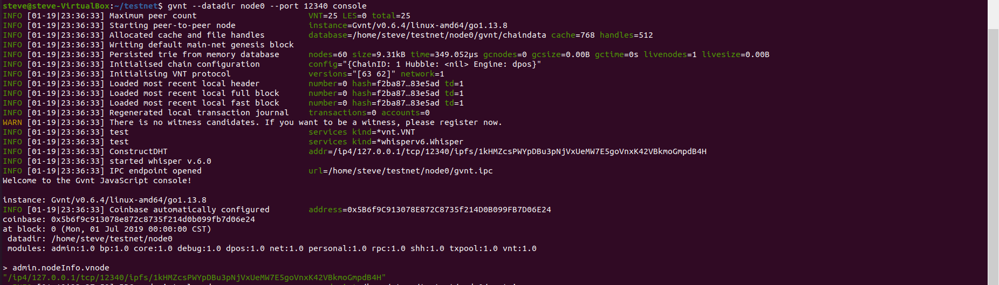 steve@steve-VirtualBox:~/testnet$ gvnt --datadir node0 --port 12340 console
INFO [01-19|23:36:33] Maximum peer count VNT=25 LES=0 total=25
INFO [01-19|23:36:33] Starting peer-to-peer node instance=Gvnt/v0.6.4/linux-amd64/go1.13.8
INFO [01-19|23:36:33] Allocated cache and file handles database=/home/steve/testnet/node0/gvnt/chaindata cache=768 handles=512
INFO [01-19|23:36:33] Writing default main-net genesis block
INFO [01-19|23:36:33] Persisted trie from memory database nodes=60 size=9.31kB time=349.052µs gcnodes=0 gcsize=0.00B gctime=0s livenodes=1 livesize=0.00B
INFO [01-19|23:36:33] Initialised chain configuration config="{ChainID: 1 Hubble: <nil> Engine: dpos}"
INFO [01-19|23:36:33] Initialising VNT protocol versions="[63 62]" network=1
INFO [01-19|23:36:33] Loaded most recent local header number=0 hash=f2ba87…83e5ad td=1
INFO [01-19|23:36:33] Loaded most recent local full block number=0 hash=f2ba87…83e5ad td=1
INFO [01-19|23:36:33] Loaded most recent local fast block number=0 hash=f2ba87…83e5ad td=1
INFO [01-19|23:36:33] Regenerated local transaction journal transactions=0 accounts=0
WARN [01-19|23:36:33] There is no witness candidates. If you want to be a witness, please register now.
INFO [01-19|23:36:33] test services kind=*vnt.VNT
INFO [01-19|23:36:33] test services kind=*whisperv6.Whisper
INFO [01-19|23:36:33] ConstructDHT addr=/ip4/127.0.0.1/tcp/12340/ipfs/1kHMZcsPWYpDBu3pNjVxUeMW7E5goVnxK42VBkmoGmpdB4H
INFO [01-19|23:36:33] started whisper v.6.0
INFO [01-19|23:36:33] IPC endpoint opened url=/home/steve/testnet/node0/gvnt.ipc
Welcome to the Gvnt JavaScript console!
instance: Gvnt/v0.6.4/linux-amd64/go1.13.8
INFO [01-19|23:36:33] Coinbase automatically configured address=0x5B6f9C913078E872C8735f214D0B099FB7D06E24
coinbase: 0x5b6f9c913078e872c8735f214d0b099fb7d06e24
at block: 0 (Mon, 01 Jul 2019 00:00:00 CST)
datadir: /home/steve/testnet/node0
modules: admin:1.0 bp:1.0 core:1.0 debug:1.0 dpos:1.0 net:1.0 personal:1.0 rpc:1.0 shh:1.0 txpool:1.0 vnt:1.0
> admin.nodeInfo.vnode
"/ip4/127.0.0.1/tcp/12340/ipfs/1kHMZcsPWYpDBu3pNjVxUeMW7E5goVnxK42VBkmoGmpdB4H"